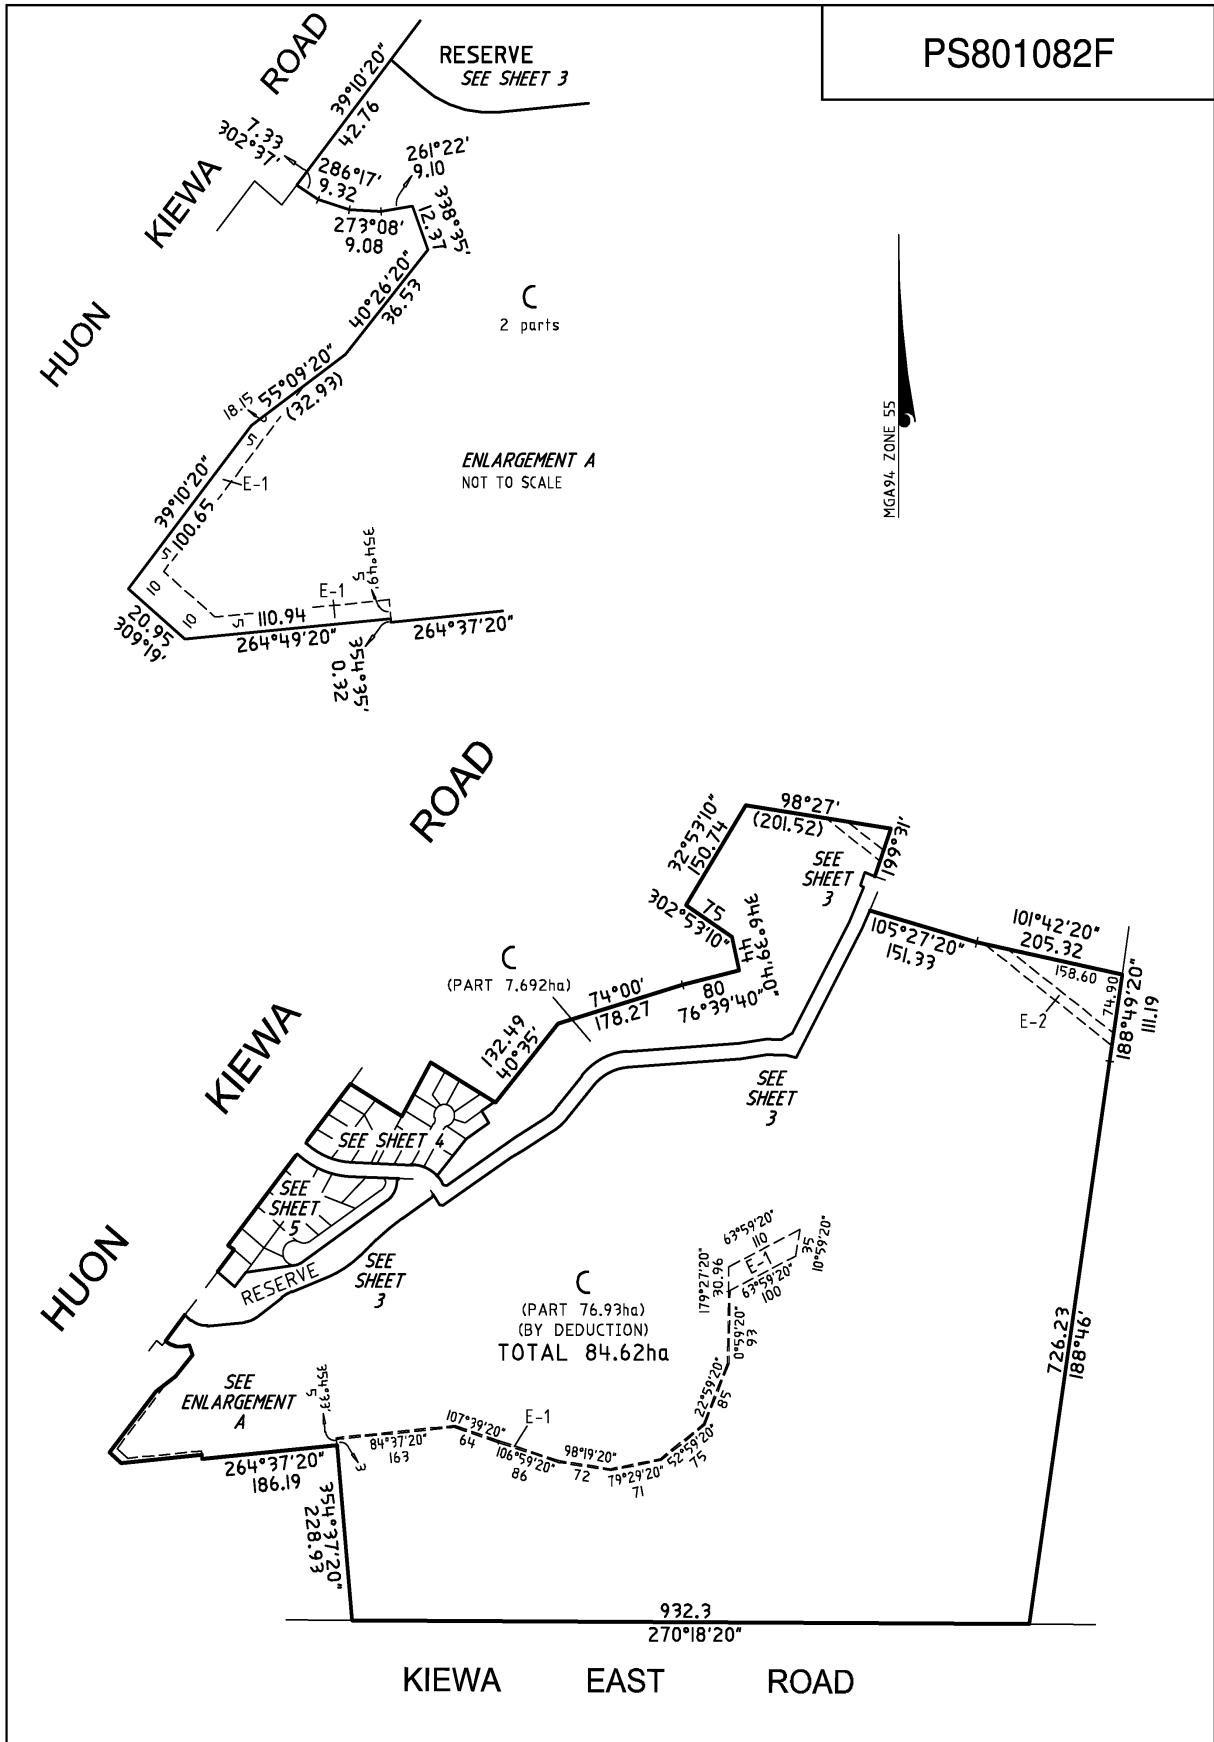 PS801082F
HUON KIEWA ROAD
RESERVE
SEE SHEET 3
39°10'20"
42.76
7.33
302°37'
286°17'
9.32
261°22'
9.10
273°08'
9.08
338°35'
12.37
40°26'20"
36.53
C
2 parts
55°09'20"
(32.93)
18.15
5
39°10'20"
100.65
E-1
5
ENLARGEMENT A
NOT TO SCALE
MGA94 ZONE 55
10
10
20.95
309°19'
5
110.94
E-1
264°49'20"
354°49'
5
354°35'
0.32
264°37'20"
HUON KIEWA ROAD
98°27'
(201.52)
32°53'10"
150.74
199°31'
SEE
SHEET
3
75
302°53'10"
346°39'40"
44
105°27'20"
151.33
101°42'20"
205.32
158.60
74.90
188°49'20"
111.19
E-2
C
(PART 7.692ha)
74°00'
178.27
80
76°39'40"
132.49
40°35'
SEE
SHEET
3
SEE SHEET 4
SEE
SHEET
5
RESERVE
SEE
SHEET
3
C
(PART 76.93ha)
(BY DEDUCTION)
TOTAL 84.62ha
63°59'20"
110
E-1
63°59'20"
100
35
10°59'20"
179°27'20"
30.96
0°59'20"
93
22°59'20"
85
52°59'20"
75
79°29'20"
71
98°19'20"
72
106°59'20"
86
E-1
107°39'20"
64
84°37'20"
163
354°33'
5
3
SEE
ENLARGEMENT
A
264°37'20"
186.19
354°37'20"
228.93
726.23
188°46'
932.3
270°18'20"
KIEWA EAST ROAD